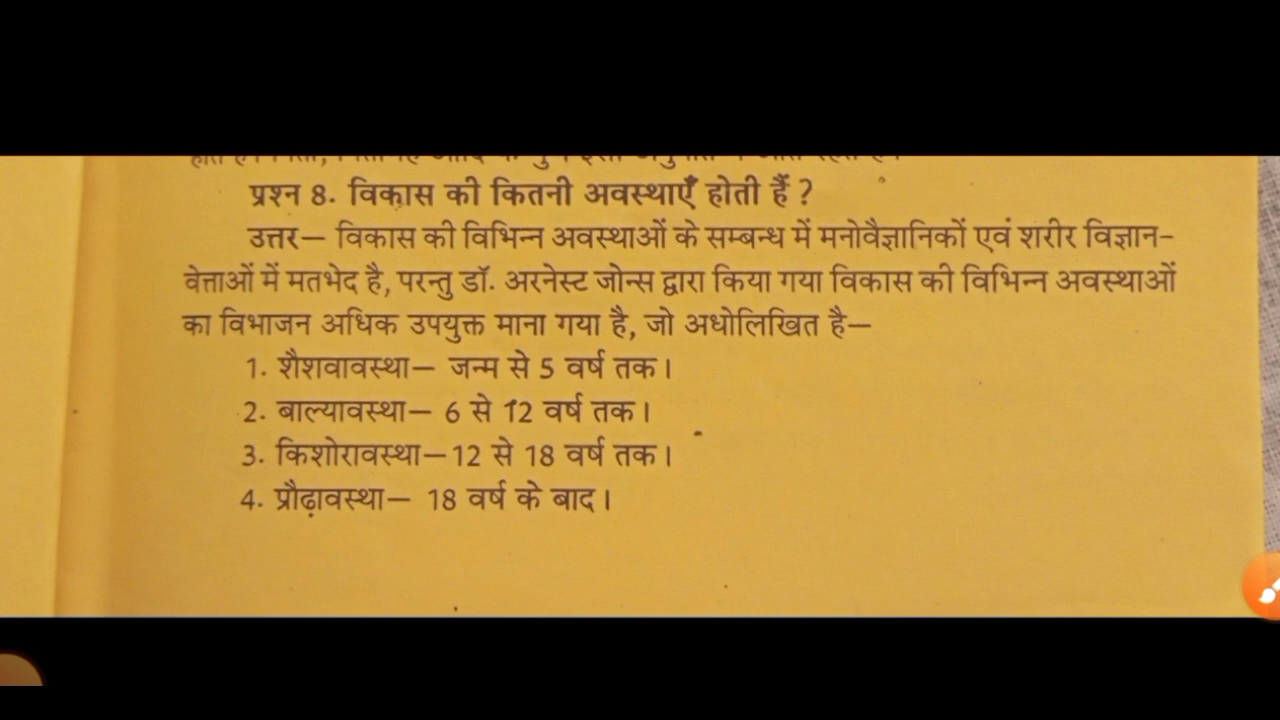 प्रश्न 8. विकास की कितनी अवस्थाएँ होती हैं ?
उत्तर— विकास की विभिन्न अवस्थाओं के सम्बन्ध में मनोवैज्ञानिकों एवं शरीर विज्ञान-
वेत्ताओं में मतभेद है, परन्तु डॉ. अरनेस्ट जोन्स द्वारा किया गया विकास की विभिन्न अवस्थाओं
का विभाजन अधिक उपयुक्त माना गया है, जो अधोलिखित है—
1. शैशवावस्था— जन्म से 5 वर्ष तक।
2. बाल्यावस्था— 6 से 12 वर्ष तक।
3. किशोरावस्था—12 से 18 वर्ष तक।
4. प्रौढ़ावस्था— 18 वर्ष के बाद।